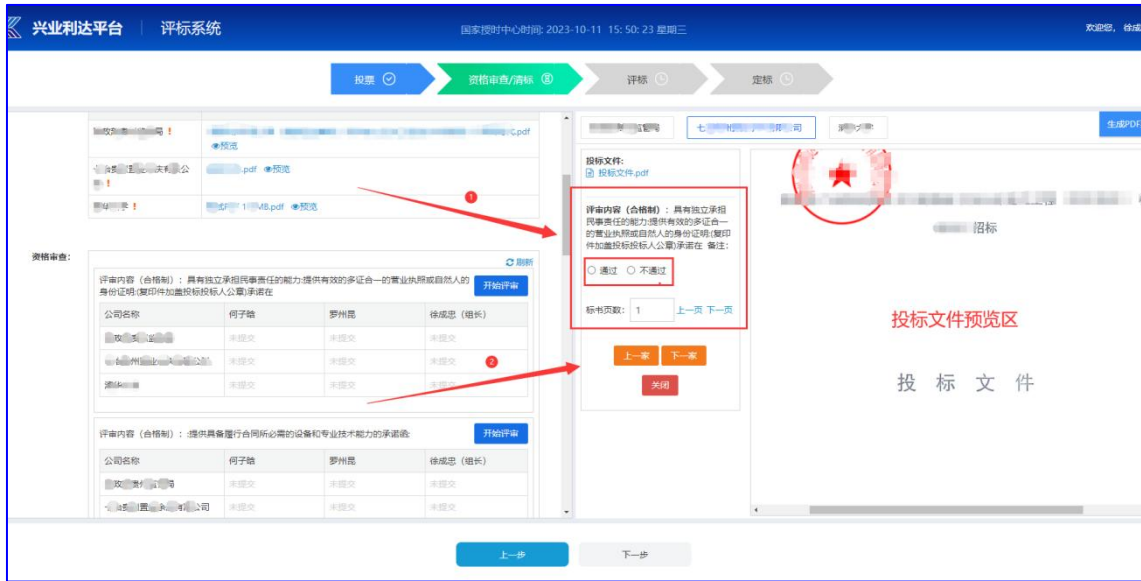 兴业利达平台 评标系统
国家授时中心时间: 2023-10-11 15: 50: 23 星期三
欢迎您，
投票
资格审查/清标
评标
定标
.pdf
预览
.pdf 预览
.pdf 预览
资格审查：
刷新
评审内容（合格制）：具有独立承担民事责任的能力:提供有效的多证合一的营业执照或自然人的
身份证明:(复印件加盖投标投标人公章)承诺在
开始评审
公司名称 何子晗 罗州昆 徐成忠（组长）
未提交 未提交 未提交
未提交 未提交 未提交
未提交 未提交 未提交
评审内容（合格制）：:提供具备履行合同所必需的设备和专业技术能力的承诺函:
开始评审
公司名称 何子晗 罗州昆 徐成忠（组长）
未提交 未提交 未提交
未提交 未提交 未提交
1
2
投标文件:
投标文件.pdf
评审内容（合格制）：具有独立承担
民事责任的能力:提供有效的多证合一
的营业执照或自然人的身份证明:(复印
件加盖投标投标人公章)承诺在 备注:
通过 不通过
标书页数: 1 上一页 下一页
上一家 下一家
关闭
生成PDF
招标
投标文件预览区
投 标 文 件
上一步 下一步